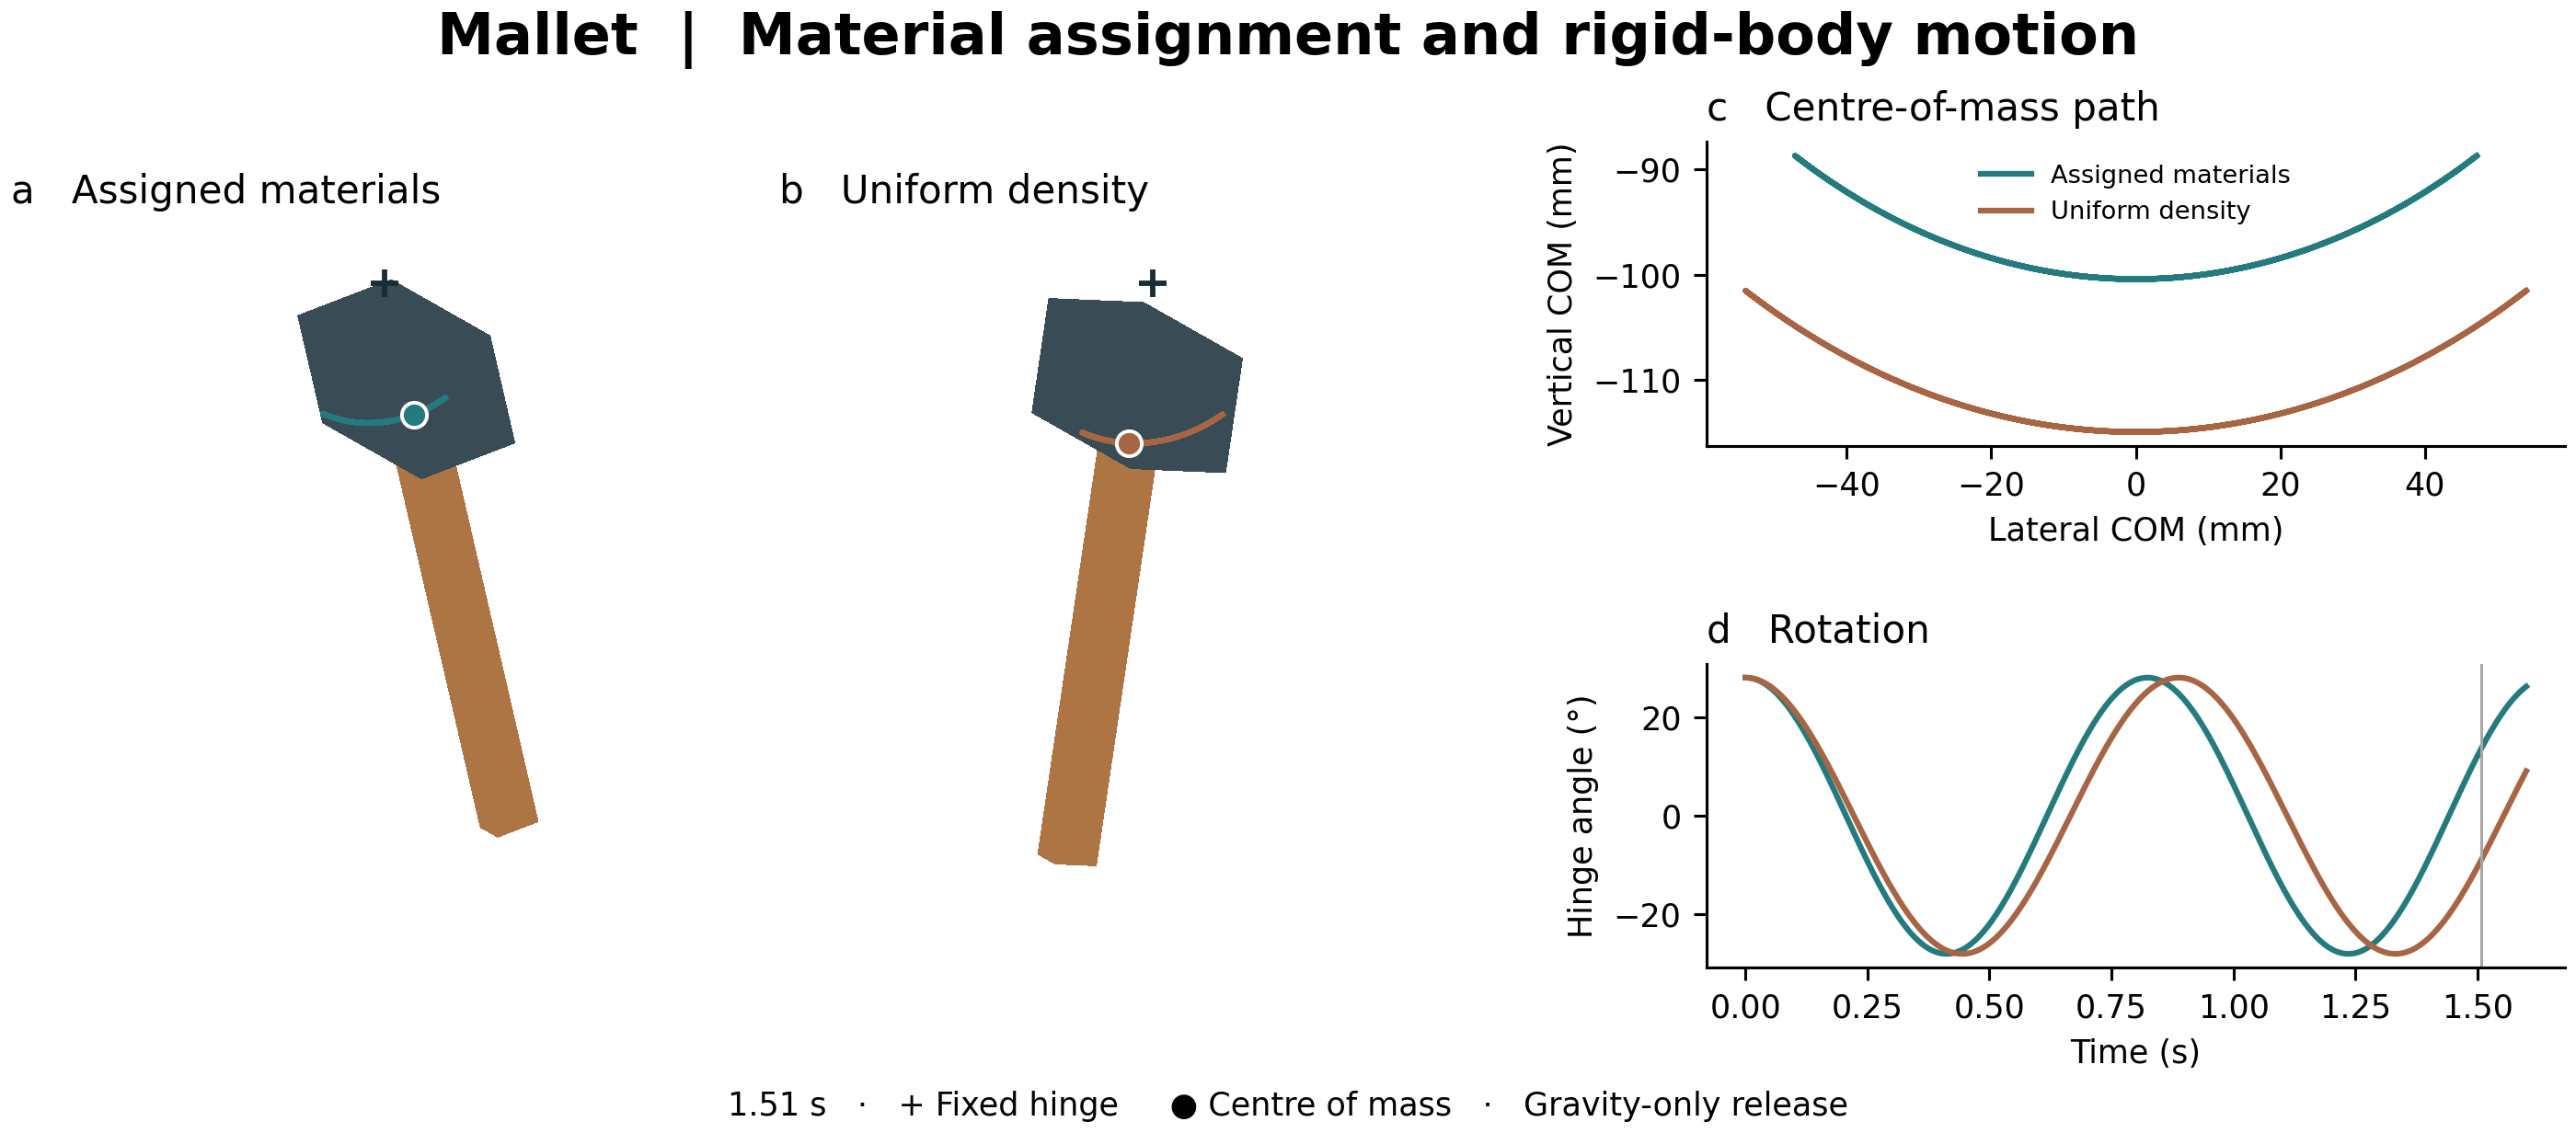 Mallet | Material assignment and rigid-body motion
a Assigned materials
b Uniform density
c Centre-of-mass path
Vertical COM (mm)
−90
−100
−110
Assigned materials
Uniform density
−40 −20 0 20 40
Lateral COM (mm)
d Rotation
Hinge angle (°)
20
0
−20
0.00 0.25 0.50 0.75 1.00 1.25 1.50
Time (s)
1.51 s · + Fixed hinge ● Centre of mass · Gravity-only release